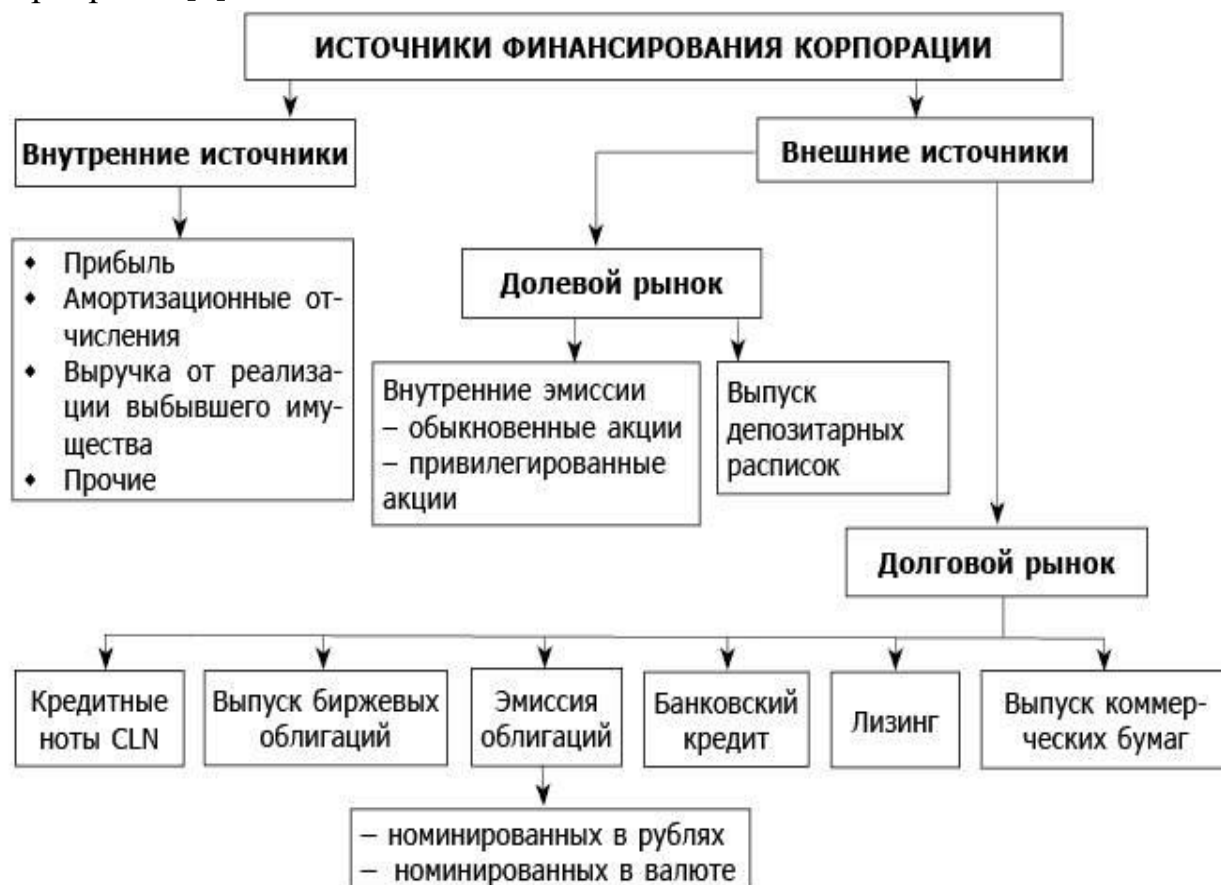 ИСТОЧНИКИ ФИНАНСИРОВАНИЯ КОРПОРАЦИИ
Внутренние источники
Внешние источники
♦ Прибыль
♦ Амортизационные от-
числения
♦ Выручка от реализа-
ции выбывшего иму-
щества
♦ Прочие
Долевой рынок
Внутренние эмиссии
– обыкновенные акции
– привилегированные
акции
Выпуск
депозитарных
расписок
Долговой рынок
Кредитные
ноты CLN
Выпуск биржевых
облигаций
Эмиссия
облигаций
Банковский
кредит
Лизинг
Выпуск коммер-
ческих бумаг
– номинированных в рублях
– номинированных в валюте